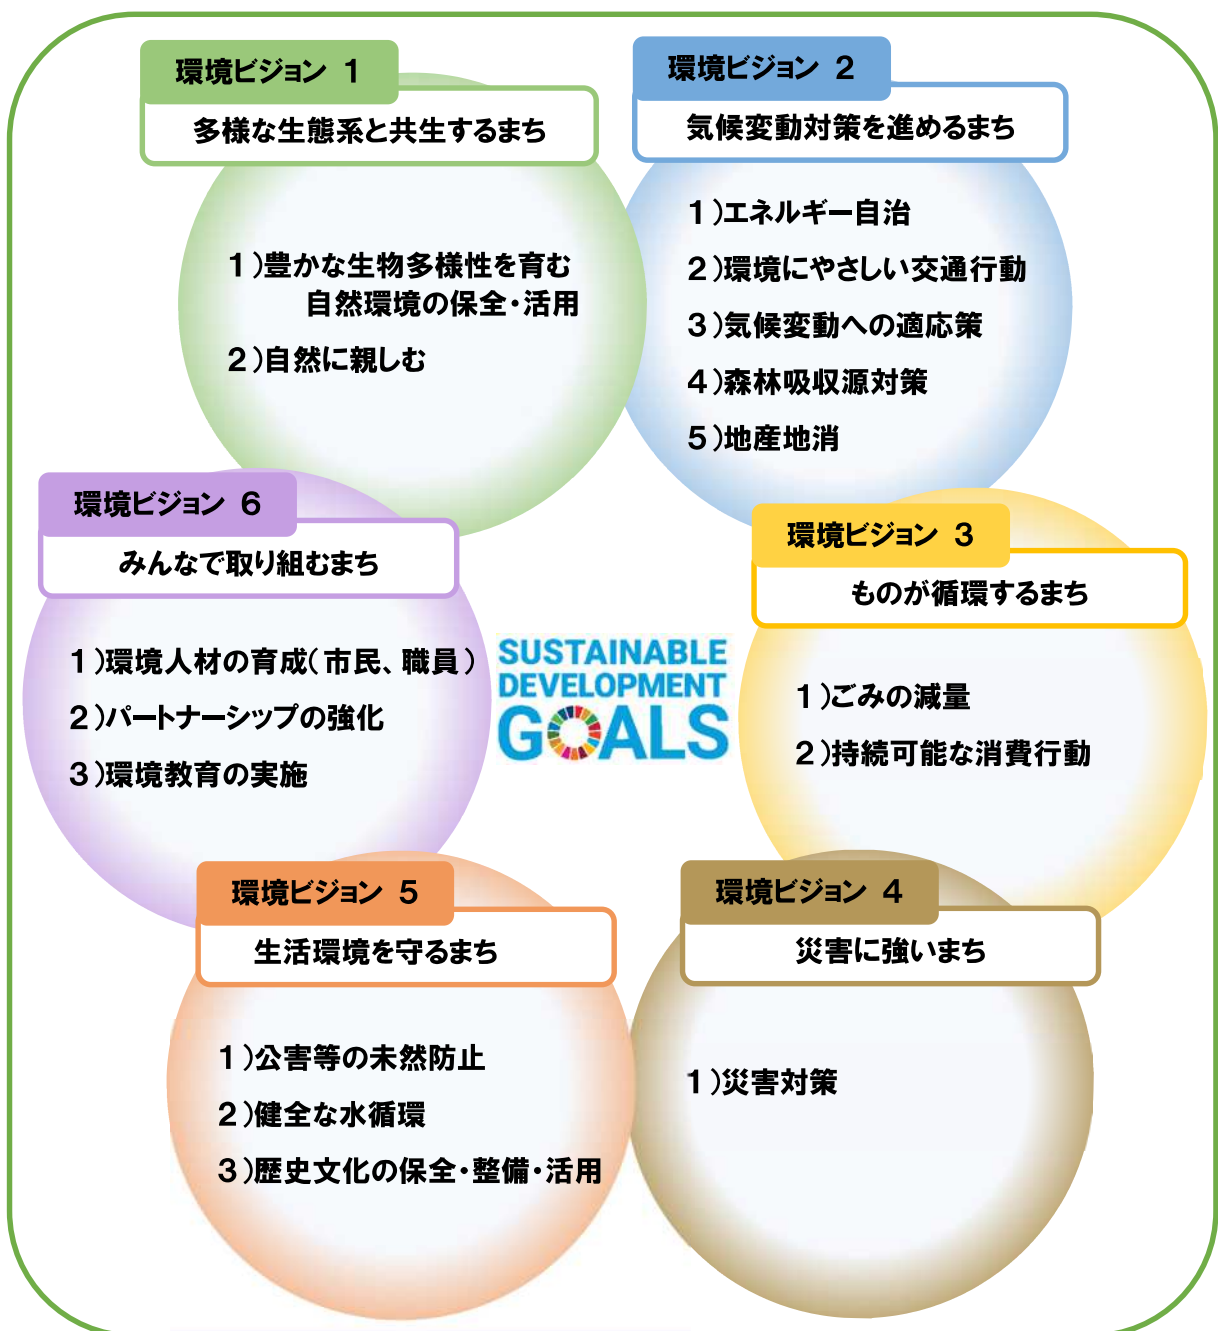 環境ビジョン 1
多様な生態系と共生するまち
1)豊かな生物多様性を育む
自然環境の保全・活用
2)自然に親しむ
環境ビジョン 2
気候変動対策を進めるまち
1)エネルギー自治
2)環境にやさしい交通行動
3)気候変動への適応策
4)森林吸収源対策
5)地産地消
環境ビジョン 6
みんなで取り組むまち
1)環境人材の育成(市民、職員)
2)パートナーシップの強化
3)環境教育の実施
SUSTAINABLE
DEVELOPMENT
GOALS
環境ビジョン 3
ものが循環するまち
1)ごみの減量
2)持続可能な消費行動
環境ビジョン 5
生活環境を守るまち
1)公害等の未然防止
2)健全な水循環
3)歴史文化の保全・整備・活用
環境ビジョン 4
災害に強いまち
1)災害対策